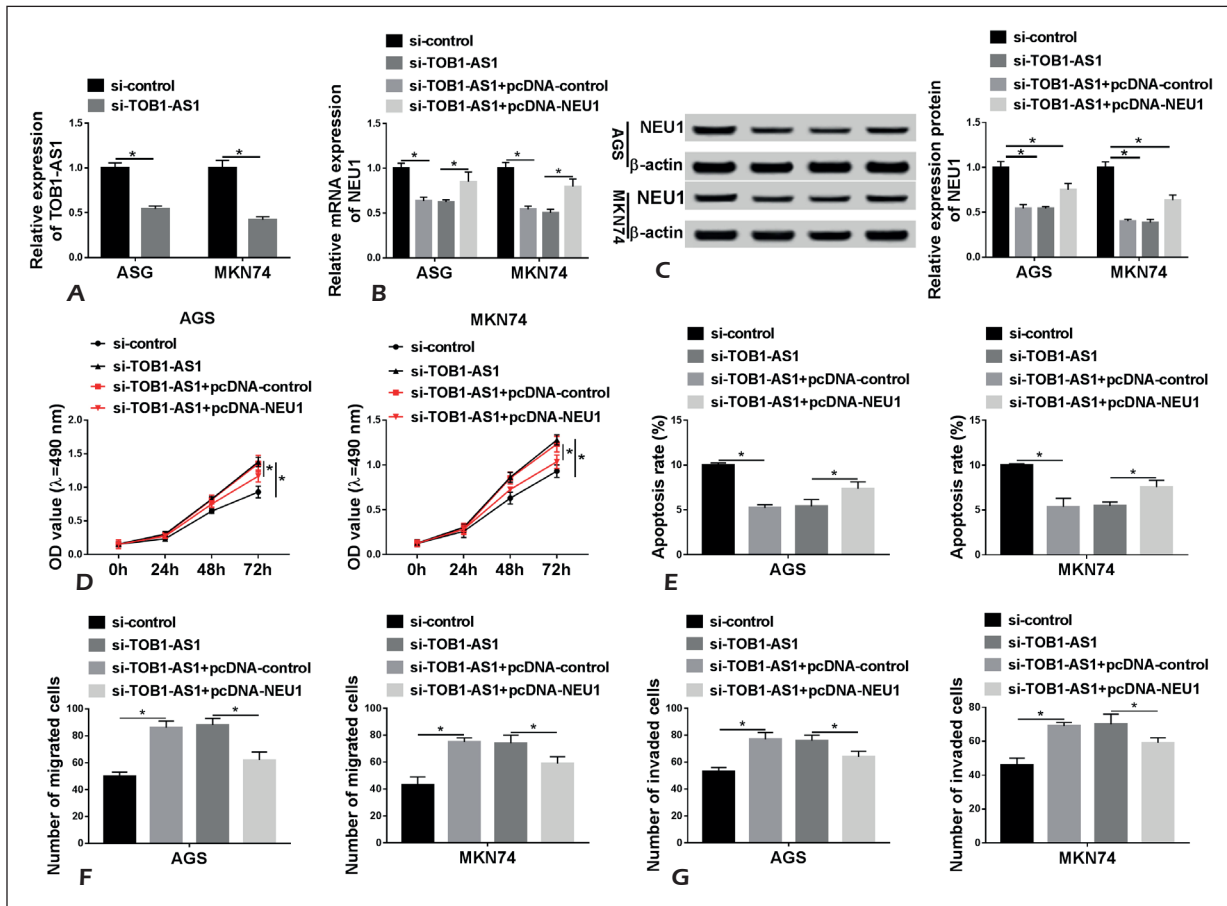 si-control
si-TOB1-AS1
Relative expression
of TOB1-AS1
1.5
1.0
0.5
0.0
*
*
ASG
MKN74
A
si-control
si-TOB1-AS1
si-TOB1-AS1+pcDNA-control
si-TOB1-AS1+pcDNA-NEU1
Relative mRNA expression
of NEU1
1.5
1.0
0.5
0.0
*
*
*
*
ASG
MKN74
B
AGS
NEU1
β-actin
MKN74
NEU1
β-actin
C
si-control
si-TOB1-AS1
si-TOB1-AS1+pcDNA-control
si-TOB1-AS1+pcDNA-NEU1
Relative expression protein
of NEU1
1.5
1.0
0.5
0.0
*
*
*
*
AGS
MKN74
AGS
si-control
si-TOB1-AS1
si-TOB1-AS1+pcDNA-control
si-TOB1-AS1+pcDNA-NEU1
OD value (λ=490 nm)
2.0
1.5
1.0
0.5
0.0
*
*
0h 24h 48h 72h
D
MKN74
si-control
si-TOB1-AS1
si-TOB1-AS1+pcDNA-control
si-TOB1-AS1+pcDNA-NEU1
OD value (λ=490 nm)
1.5
1.0
0.5
0.0
*
*
0h 24h 48h 72h
si-control
si-TOB1-AS1
si-TOB1-AS1+pcDNA-control
si-TOB1-AS1+pcDNA-NEU1
Apoptosis rate (%)
15
10
5
0
*
*
AGS
E
si-control
si-TOB1-AS1
si-TOB1-AS1+pcDNA-control
si-TOB1-AS1+pcDNA-NEU1
Apoptosis rate (%)
15
10
5
0
*
*
MKN74
si-control
si-TOB1-AS1
si-TOB1-AS1+pcDNA-control
si-TOB1-AS1+pcDNA-NEU1
Number of migrated cells
100
80
60
40
20
0
*
*
AGS
F
si-control
si-TOB1-AS1
si-TOB1-AS1+pcDNA-control
si-TOB1-AS1+pcDNA-NEU1
Number of migrated cells
100
80
60
40
20
0
*
*
MKN74
si-control
si-TOB1-AS1
si-TOB1-AS1+pcDNA-control
si-TOB1-AS1+pcDNA-NEU1
Number of invaded cells
100
80
60
40
20
0
*
*
AGS
G
si-control
si-TOB1-AS1
si-TOB1-AS1+pcDNA-control
si-TOB1-AS1+pcDNA-NEU1
Number of invaded cells
80
60
40
20
0
*
*
MKN74